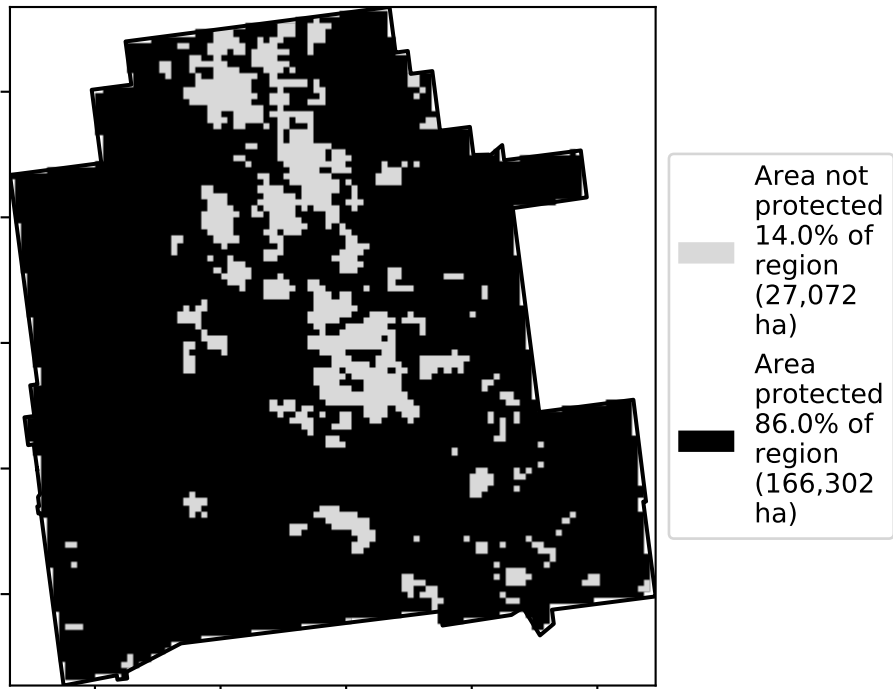 Area not
protected
14.0% of
region
(27,072
ha)
Area
protected
86.0% of
region
(166,302
ha)